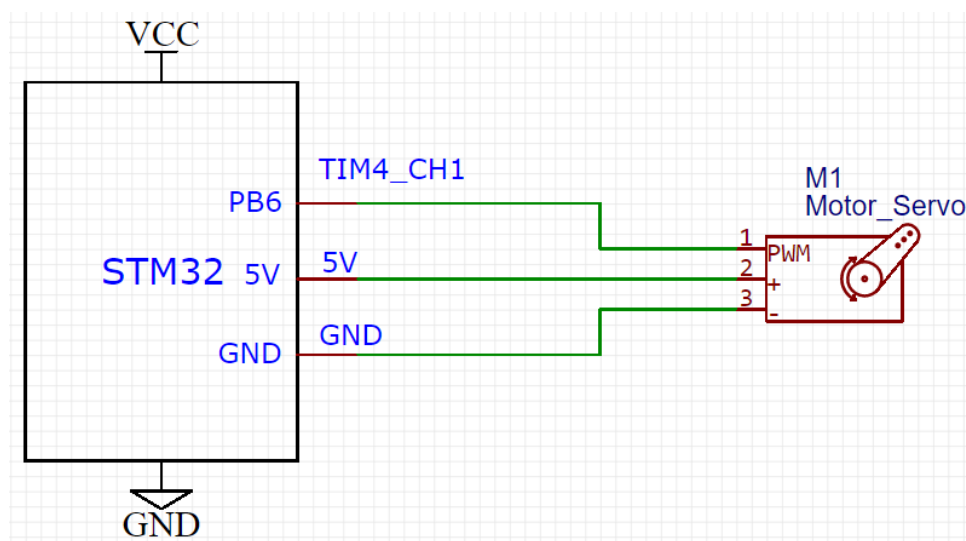 VCC
TIM4_CH1
PB6
STM32
5V
5V
GND
GND
GND
M1
Motor_Servo
1
PWM
2
+
3
-